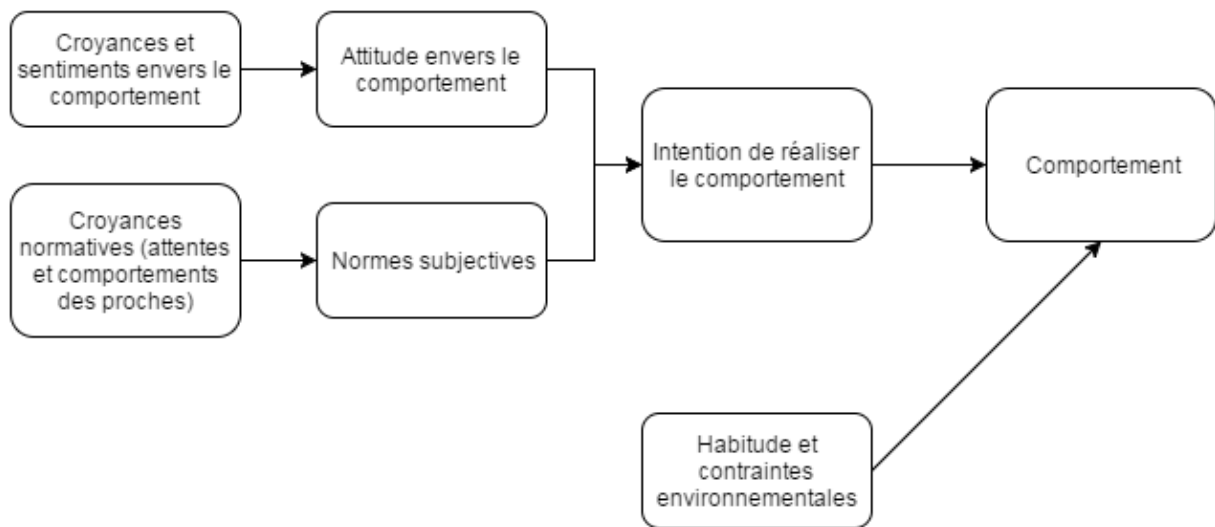 Croyances et
sentiments envers le
comportement
Attitude envers le
comportement
Intention de réaliser
le comportement
Comportement
Croyances
normatives (attentes
et comportements
des proches)
Normes subjectives
Habitude et
contraintes
environnementales